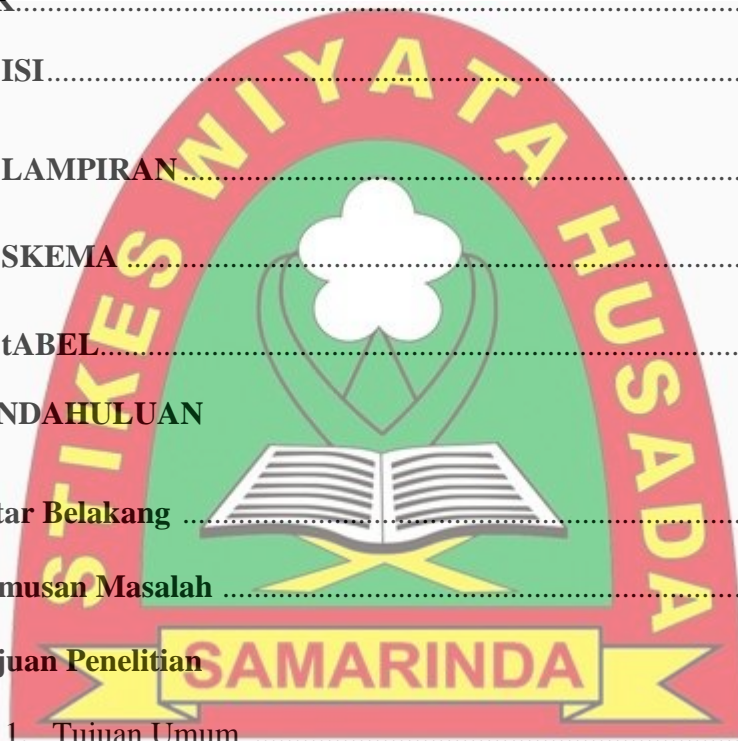 X
ISI
LAMPIRAN
SKEMA
tABEL
NDAHULUAN
tar Belakang
musan Masalah
juan Penelitian
1. Tujuan Umum
STIKES WIYATA HUSADA
SAMARINDA